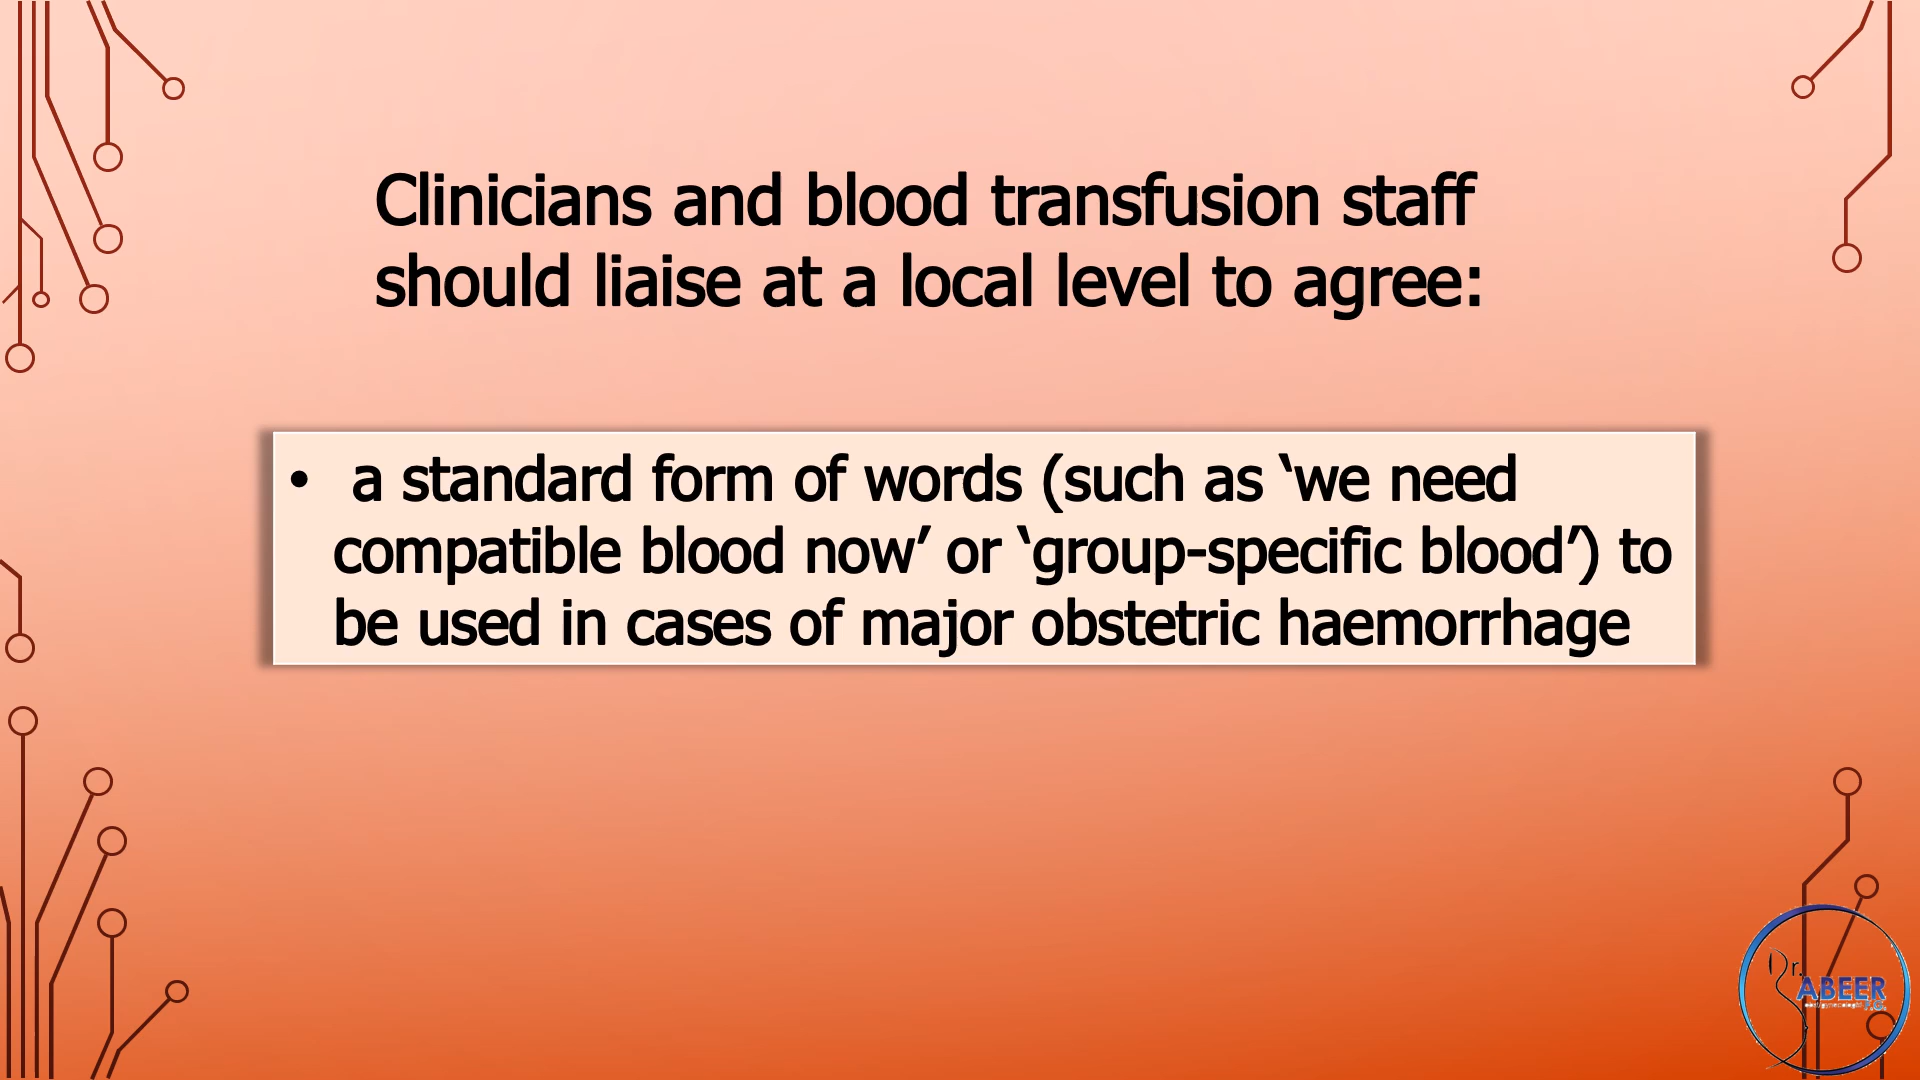 Clinicians and blood transfusion staff
should liaise at a local level to agree:
• a standard form of words (such as ‘we need
compatible blood now’ or ‘group-specific blood’) to
be used in cases of major obstetric haemorrhage
Dr.
ABEER